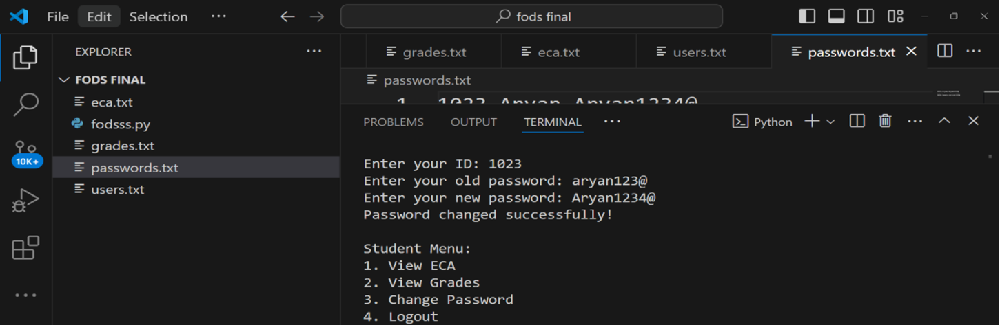 File Edit Selection ··· fods final
EXPLORER ···
FODS FINAL
eca.txt
fodsss.py
grades.txt
passwords.txt
users.txt
10K+
grades.txt eca.txt users.txt passwords.txt
passwords.txt
1 1023,Aryan,Aryan1234@
PROBLEMS OUTPUT TERMINAL ··· Python
Enter your ID: 1023
Enter your old password: aryan123@
Enter your new password: Aryan1234@
Password changed successfully!
Student Menu:
1. View ECA
2. View Grades
3. Change Password
4. Logout